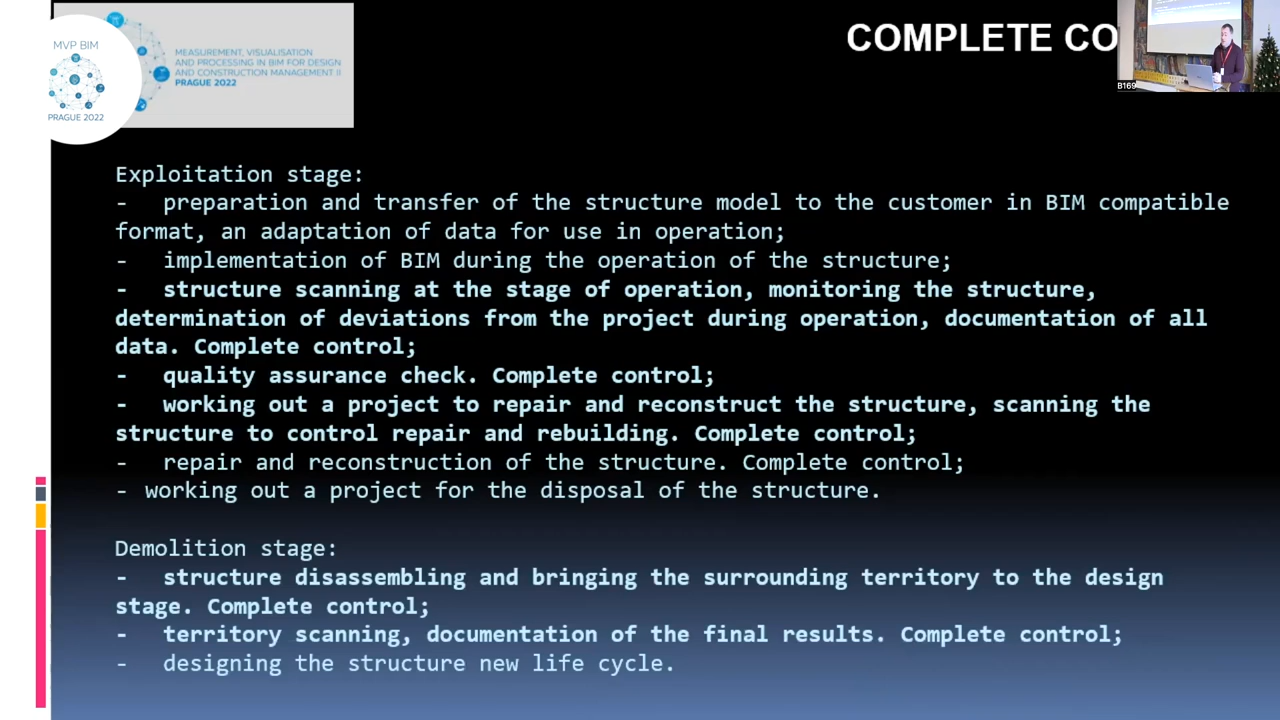 MVP BIM
PRAGUE 2022
MEASUREMENT, VISUALISATION
AND PROCESSING IN BIM FOR DESIGN
AND CONSTRUCTION MANAGEMENT II
PRAGUE 2022
COMPLETE CO
B169
Exploitation stage:
- preparation and transfer of the structure model to the customer in BIM compatible
format, an adaptation of data for use in operation;
- implementation of BIM during the operation of the structure;
- structure scanning at the stage of operation, monitoring the structure,
determination of deviations from the project during operation, documentation of all
data. Complete control;
- quality assurance check. Complete control;
- working out a project to repair and reconstruct the structure, scanning the
structure to control repair and rebuilding. Complete control;
- repair and reconstruction of the structure. Complete control;
- working out a project for the disposal of the structure.
Demolition stage:
- structure disassembling and bringing the surrounding territory to the design
stage. Complete control;
- territory scanning, documentation of the final results. Complete control;
- designing the structure new life cycle.